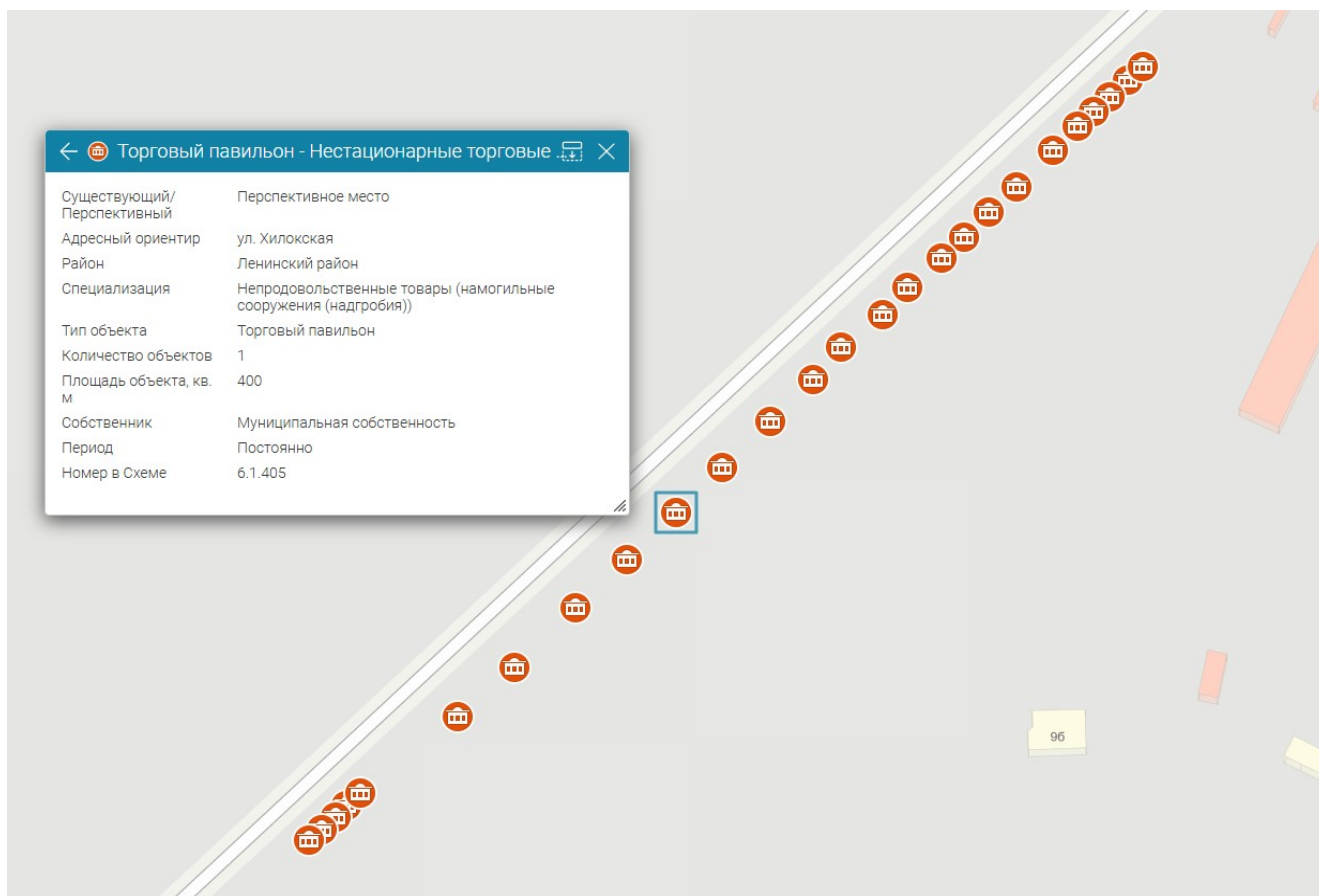 Торговый павильон - Нестационарные торговые ..
Существующий/ Перспективное место
Перспективный
Адресный ориентир ул. Хилокская
Район Ленинский район
Специализация Непродовольственные товары (намогильные
сооружения (надгробия))
Тип объекта Торговый павильон
Количество объектов 1
Площадь объекта, кв. 400
м
Собственник Муниципальная собственность
Период Постоянно
Номер в Схеме 6.1.405
9б